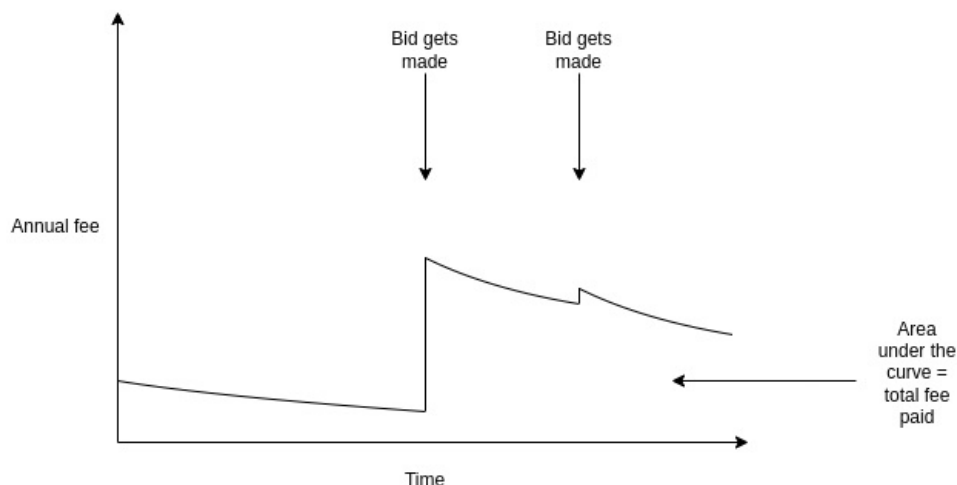 Bid gets
made
Bid gets
made
Annual fee
Area
under the
curve =
total fee
paid
Time